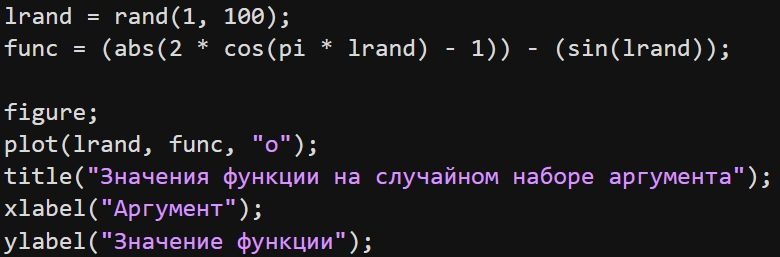 lrand = rand(1, 100);
func = (abs(2 * cos(pi * lrand) - 1)) - (sin(lrand));
figure;
plot(lrand, func, "o");
title("Значения функции на случайном наборе аргумента");
xlabel("Аргумент");
ylabel("Значение функции");